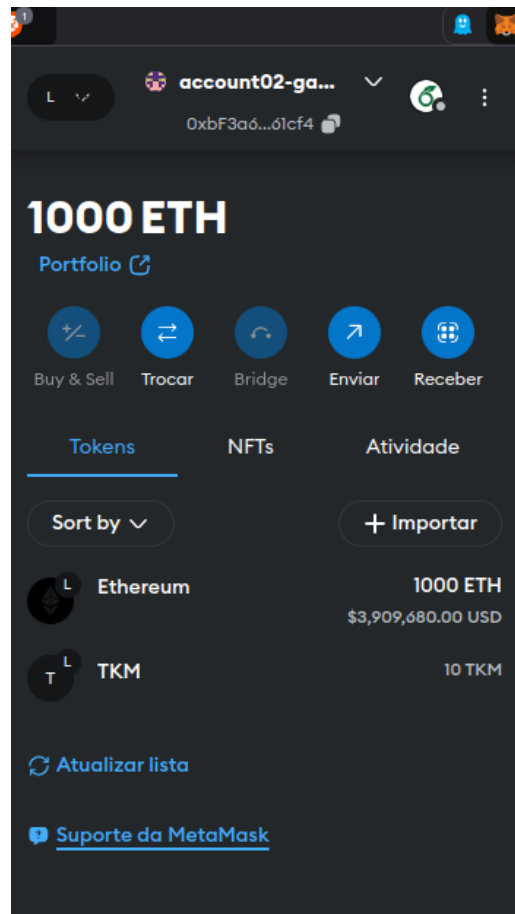 1
L
account02-ga...
0xbF3a6...61cf4
1000 ETH
Portfolio
Buy & Sell
Trocar
Bridge
Enviar
Receber
Tokens
NFTs
Atividade
Sort by
+ Importar
L
Ethereum
1000 ETH
$3,909,680.00 USD
L
T
TKM
10 TKM
Atualizar lista
Suporte da MetaMask